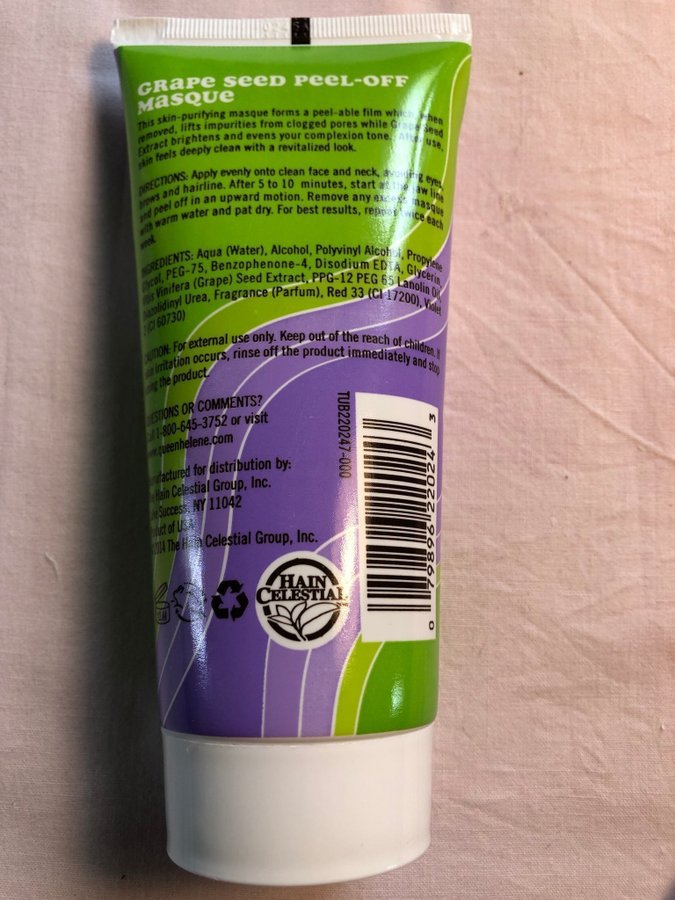 GRAPE SEED PEEL-OFF
MASQUE
This skin-purifying masque forms a peel-able film which, when
removed, lifts impurities from clogged pores while Grape Seed
Extract brightens and evens your complexion tone. After use,
skin feels deeply clean with a revitalized look.
DIRECTIONS: Apply evenly onto clean face and neck, avoiding eyes,
brows and hairline. After 5 to 10 minutes, start at the jaw line
and peel off in an upward motion. Remove any excess masque
with warm water and pat dry. For best results, repeat twice each
week.
INGREDIENTS: Aqua (Water), Alcohol, Polyvinyl Alcohol, Propylene
Glycol, PEG-75, Benzophenone-4, Disodium EDTA, Glycerin,
Vitis Vinifera (Grape) Seed Extract, PPG-12 PEG 65 Lanolin Oil,
Diazolidinyl Urea, Fragrance (Parfum), Red 33 (CI 17200), Violet
2 (CI 60730)
CAUTION: For external use only. Keep out of the reach of children. If
skin irritation occurs, rinse off the product immediately and stop
using the product.
QUESTIONS OR COMMENTS?
Call 1-800-645-3752 or visit
www.queenhelene.com
Manufactured for distribution by:
The Hain Celestial Group, Inc.
Lake Success, NY 11042
Product of USA
©2014 The Hain Celestial Group, Inc.
HAIN
CELESTIAL
TUB220247-000
0 79896 22024 3